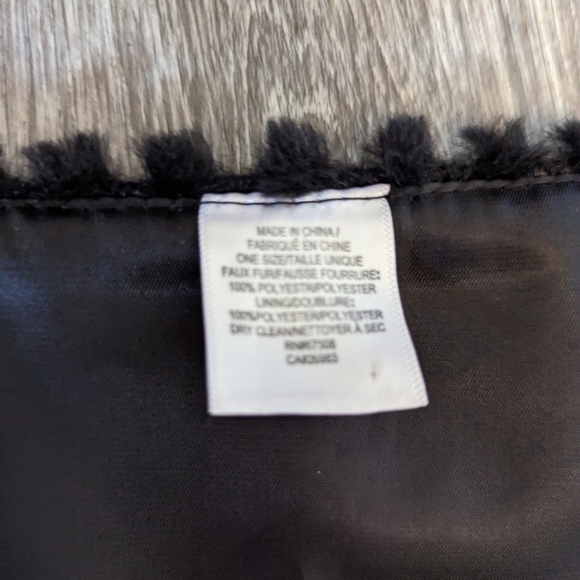 MADE IN CHINA/
FABRIQUÉ EN CHINE
ONE SIZE/TAILLE UNIQUE
FAUX FUR/FAUSSE FOURRURE:
100% POLYESTR/POLYESTER
LINING/DOUBLURE:
100%POLYESTER/POLYESTER
DRY CLEAN/NETTOYER À SEC